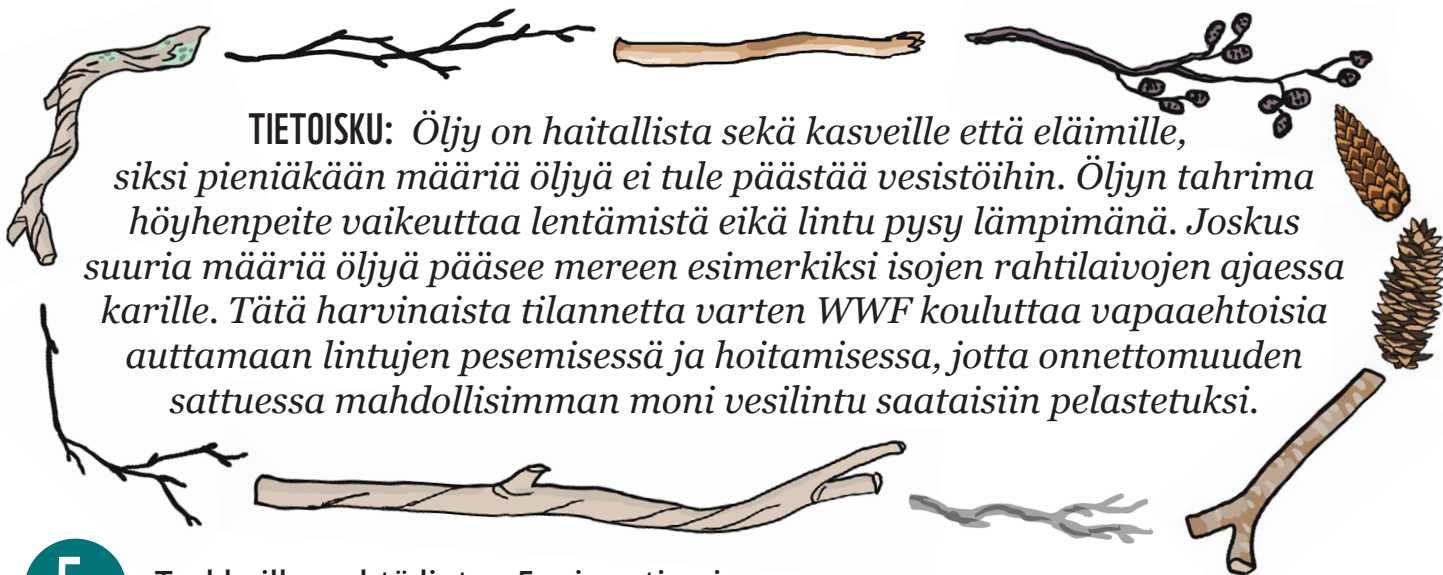 TIETOISKU: Öljy on haitallista sekä kasveille että eläimille,
siksi pieniäkään määriä öljyä ei tule päästää vesistöihin. Öljyn tahrima
höyhenpeite vaikeuttaa lentämistä eikä lintu pysy lämpimänä. Joskus
suuria määriä öljyä pääsee mereen esimerkiksi isojen rahtilaivojen ajaessa
karille. Tätä harvinaista tilannetta varten WWF kouluttaa vapaaehtoisia
auttamaan lintujen pesemisessä ja hoitamisessa, jotta onnettomuuden
sattuessa mahdollisimman moni vesilintu saataisiin pelastetuksi.